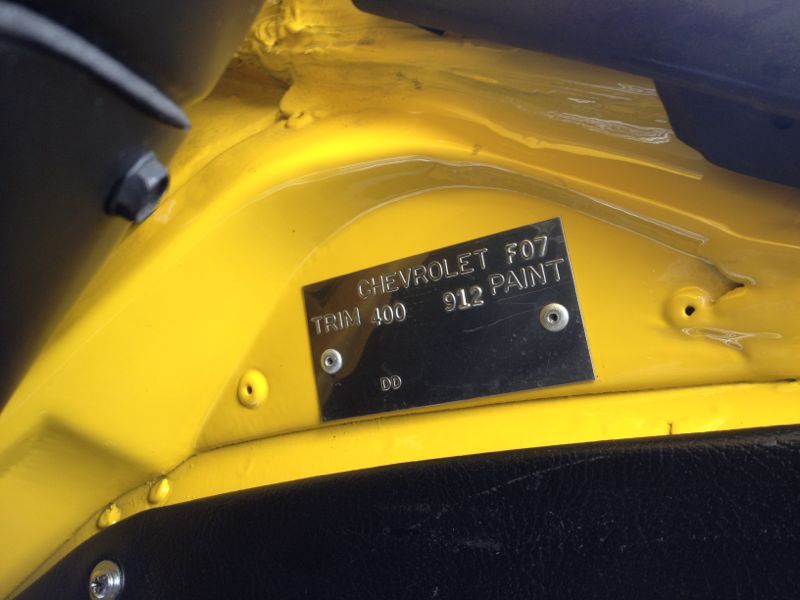 CHEVROLET F07
TRIM 400 912 PAINT
DD